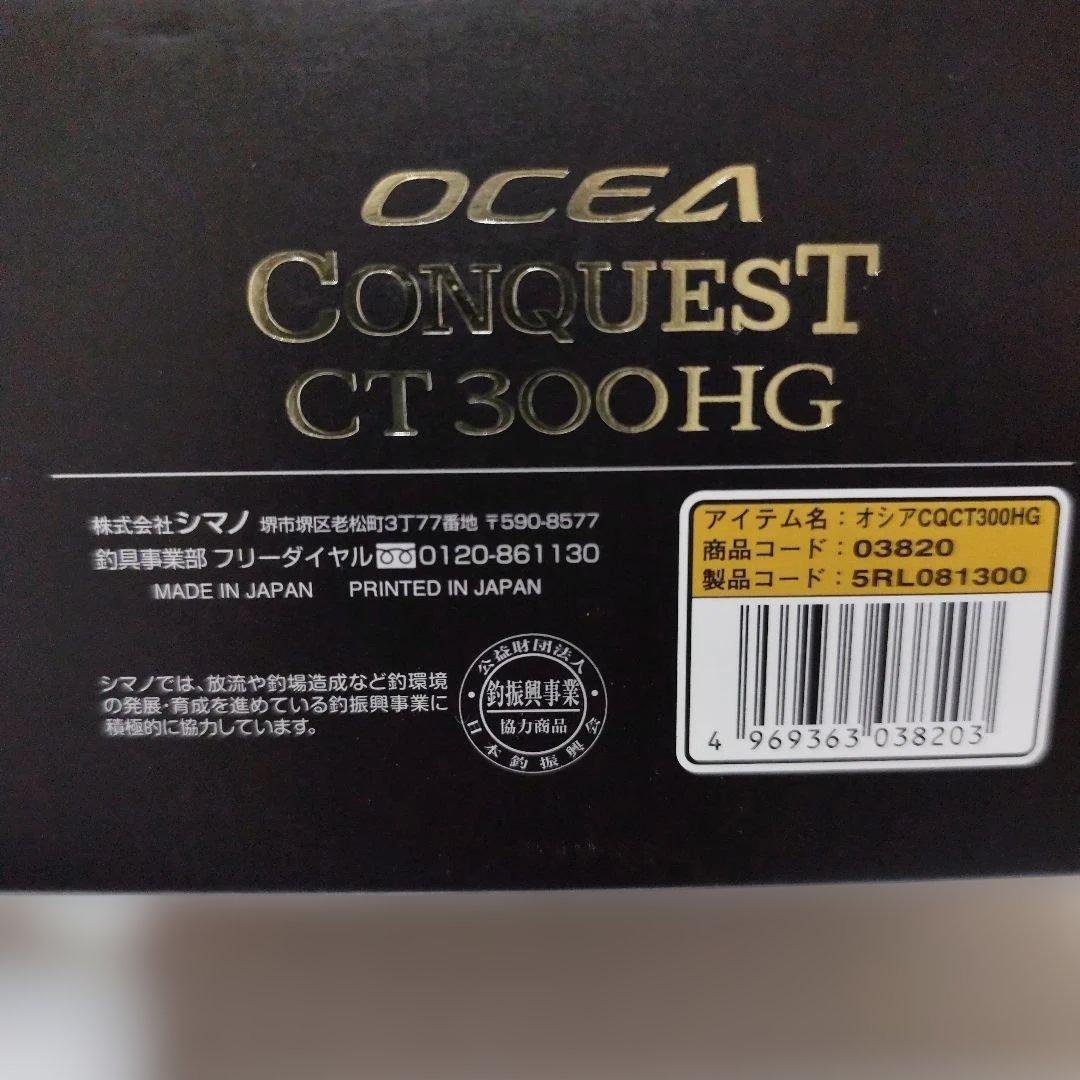 OCEA
CONQUEST
CT 300HG
株式会社シマノ 堺市堺区老松町3丁77番地 〒590-8577
釣具事業部 フリーダイヤル 0120-861130
MADE IN JAPAN PRINTED IN JAPAN
シマノでは、放流や釣場造成など釣環境
の発展・育成を進めている釣振興事業に
積極的に協力しています。
公益財団法人
釣振興事業
協力商品
日本釣振興会
アイテム名：オシアCQCT300HG
商品コード：03820
製品コード：5RL081300
4 969363 038203